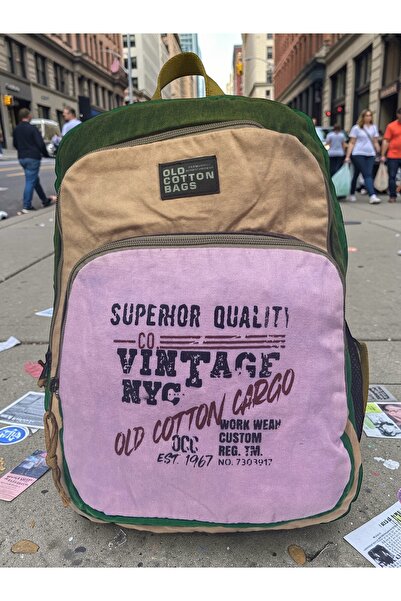 OLD
COTTON
BAGS
SUPERIOR QUALITY
CO.
VINTAGE
NYC
OLD COTTON CARGO
OCC
EST. 1967
WORK WEAR
CUSTOM
REG. TM.
NO. 7303917